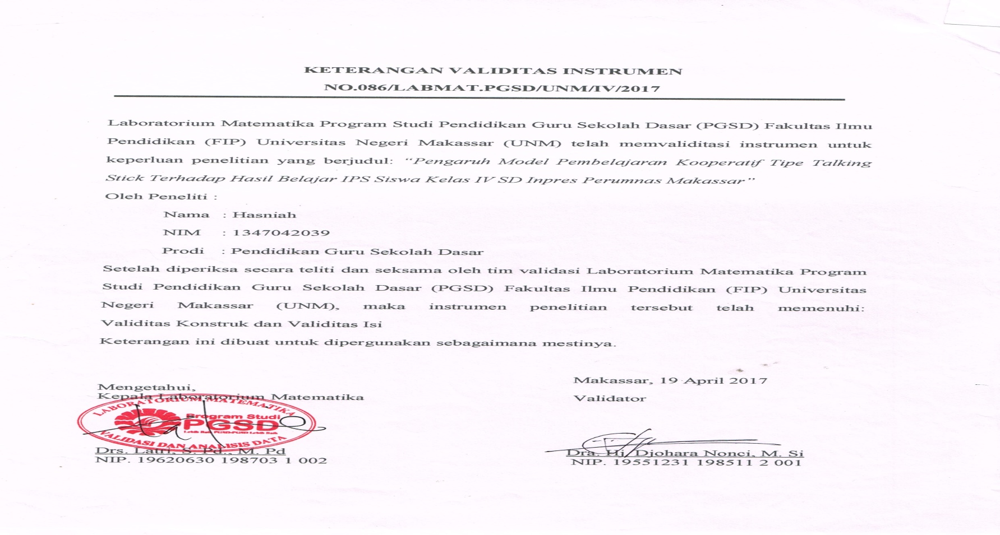 KETERANGAN VALIDITAS INSTRUMEN
NO.086/LABMAT.PGSD/UNM/IV/2017
Laboratorium Matematika Program Studi Pendidikan Guru Sekolah Dasar (PGSD) Fakultas Ilmu
Pendidikan (FIP) Universitas Negeri Makassar (UNM) telah memvaliditasi instrumen untuk
keperluan penelitian yang berjudul: “Pengaruh Model Pembelajaran Kooperatif Tipe Talking
Stick Terhadap Hasil Belajar IPS Siswa Kelas IV SD Inpres Perumnas Makassar”
Oleh Peneliti :
Nama : Hasniah
NIM : 1347042039
Prodi : Pendidikan Guru Sekolah Dasar
Setelah diperiksa secara teliti dan seksama oleh tim validasi Laboratorium Matematika Program
Studi Pendidikan Guru Sekolah Dasar (PGSD) Fakultas Ilmu Pendidikan (FIP) Universitas
Negeri Makassar (UNM), maka instrumen penelitian tersebut telah memenuhi:
Validitas Konstruk dan Validitas Isi
Keterangan ini dibuat untuk dipergunakan sebagaimana mestinya.
Makassar, 19 April 2017
Mengetahui,
Kepala Laboratorium Matematika
Validator
LABORATORIUM MATEMATIKA
Program Studi
PGSD
Lebih Baik PGSD-PGSD Lebih Baik
VALIDASI DAN ANALISIS DATA
Drs. Latri, S. Pd., M. Pd
NIP. 19620630 198703 1 002
Dra. Hj. Djohara Nonci, M. Si
NIP. 19551231 198511 2 001